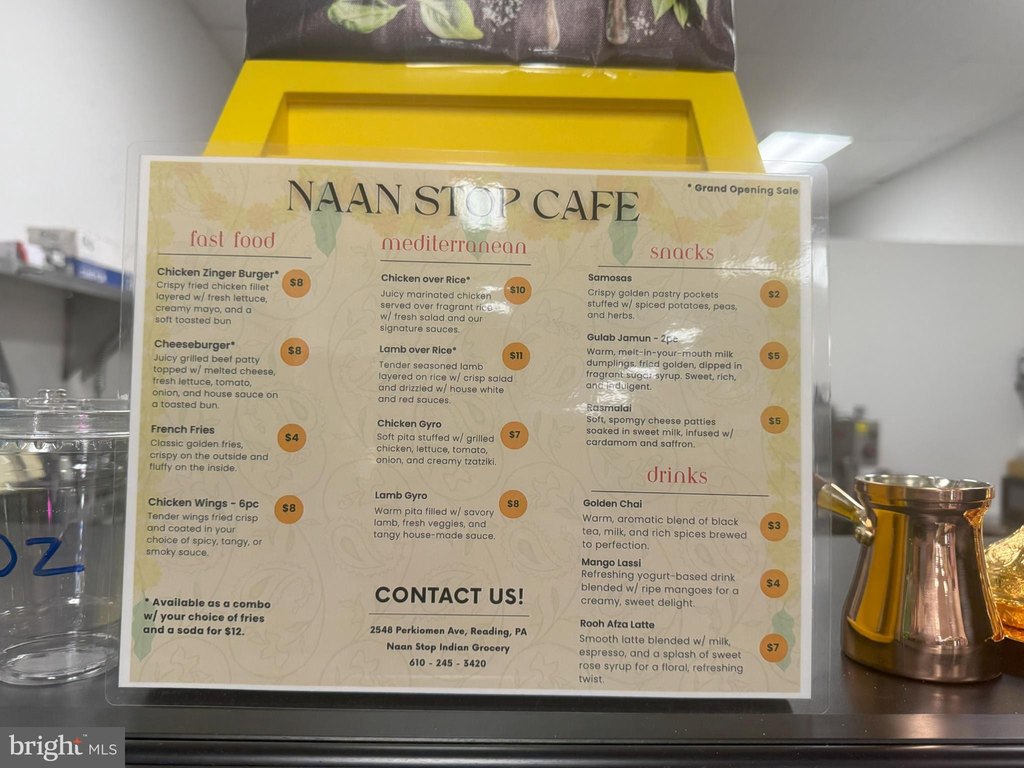 NAAN STOP CAFE
* Grand Opening Sale
fast food
Chicken Zinger Burger*
$8
Crispy fried chicken fillet
layered w/ fresh lettuce,
creamy mayo, and a
soft toasted bun
Cheeseburger*
$8
Juicy grilled beef patty
topped w/ melted cheese,
fresh lettuce, tomato,
onion, and house sauce on
a toasted bun.
French Fries
$4
Classic golden fries,
crispy on the outside and
fluffy on the inside.
Chicken Wings - 6pc
$8
Tender wings fried crisp
and coated in your
choice of spicy, tangy, or
smoky sauce.
* Available as a combo
w/ your choice of fries
and a soda for $12.
mediterranean
Chicken over Rice*
$10
Juicy marinated chicken
served over fragrant rice
w/ fresh salad and our
signature sauces.
Lamb over Rice*
$11
Tender seasoned lamb
layered on rice w/ crisp salad
and drizzled w/ house white
and red sauces.
Chicken Gyro
$7
Soft pita stuffed w/ grilled
chicken, lettuce, tomato,
onion, and creamy tzatziki.
Lamb Gyro
$8
Warm pita filled w/ savory
lamb, fresh veggies, and
tangy house-made sauce.
CONTACT US!
2548 Perkiomen Ave, Reading, PA
Naan Stop Indian Grocery
610 - 245 - 3420
snacks
Samosas
$2
Crispy golden pastry pockets
stuffed w/ spiced potatoes, peas,
and herbs.
Gulab Jamun - 2pc
$5
Warm, melt-in-your-mouth milk
dumplings, fried golden, dipped in
fragrant sugar syrup. Sweet, rich,
and indulgent.
Rasmalai
$5
Soft, spomgy cheese patties
soaked in sweet milk, infused w/
cardamom and saffron.
drinks
Golden Chai
$3
Warm, aromatic blend of black
tea, milk, and rich spices brewed
to perfection.
Mango Lassi
$4
Refreshing yogurt-based drink
blended w/ ripe mangoes for a
creamy, sweet delight.
Rooh Afza Latte
$7
Smooth latte blended w/ milk,
espresso, and a splash of sweet
rose syrup for a floral, refreshing
twist.
oz
bright MLS